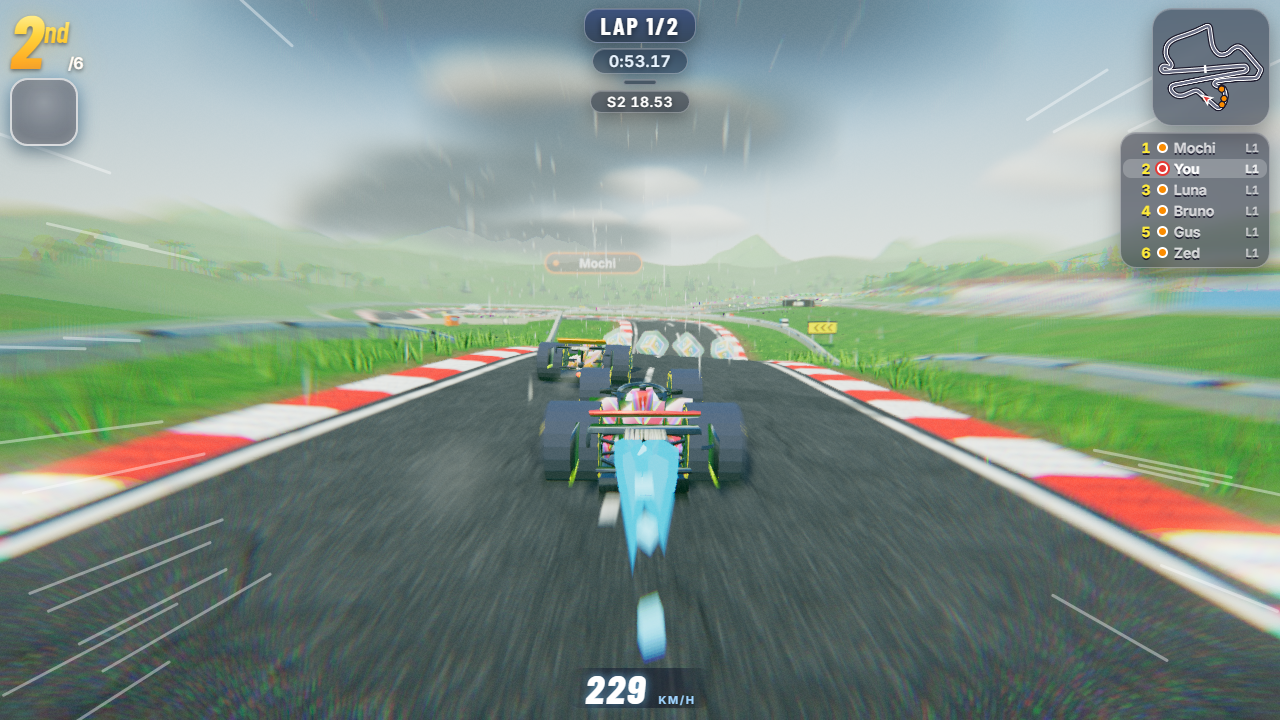 2nd
/6
LAP 1/2
0:53.17
S2 18.53
1 Mochi L1
2 You L1
3 Luna L1
4 Bruno L1
5 Gus L1
6 Zed L1
Mochi
229 KM/H